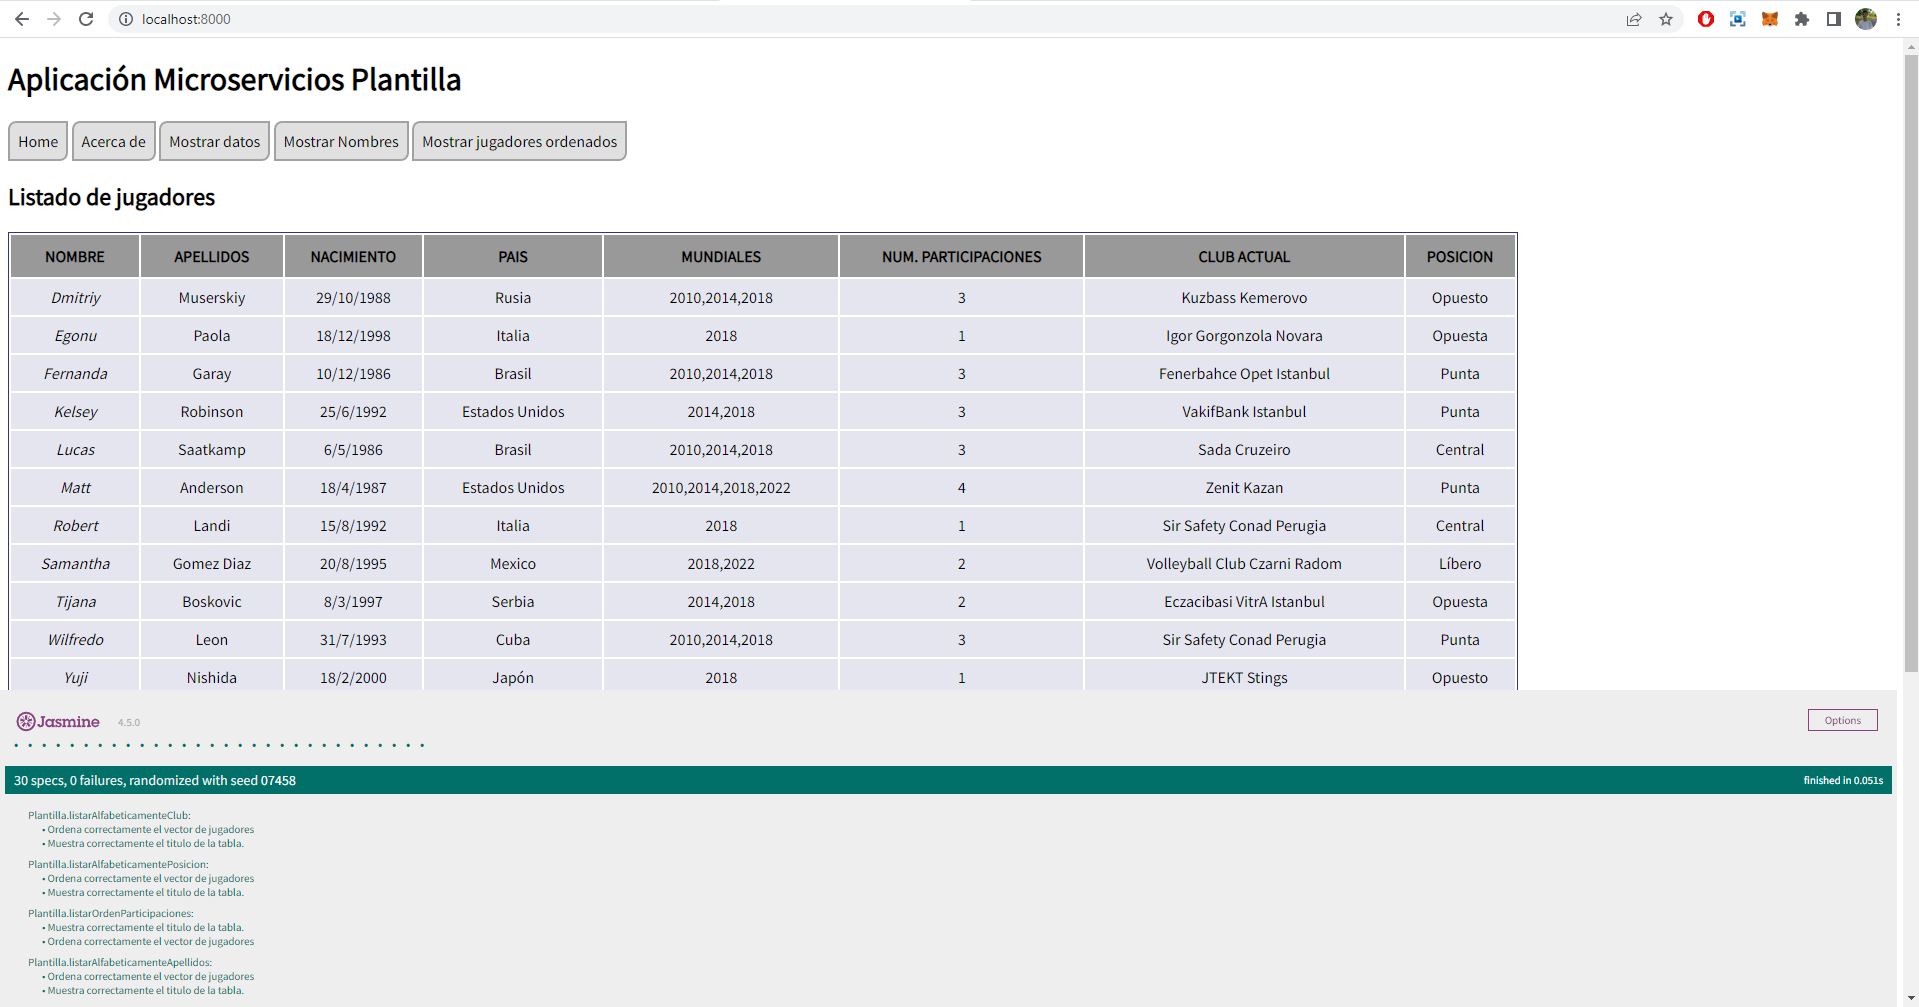 localhost:8000
Aplicación Microservicios Plantilla
Home Acerca de Mostrar datos Mostrar Nombres Mostrar jugadores ordenados
Listado de jugadores
NOMBRE APELLIDOS NACIMIENTO PAIS MUNDIALES NUM. PARTICIPACIONES CLUB ACTUAL POSICION
Dmitriy Muserskiy 29/10/1988 Rusia 2010,2014,2018 3 Kuzbass Kemerovo Opuesto
Egonu Paola 18/12/1998 Italia 2018 1 Igor Gorgonzola Novara Opuesta
Fernanda Garay 10/12/1986 Brasil 2010,2014,2018 3 Fenerbahce Opet Istanbul Punta
Kelsey Robinson 25/6/1992 Estados Unidos 2014,2018 3 VakifBank Istanbul Punta
Lucas Saatkamp 6/5/1986 Brasil 2010,2014,2018 3 Sada Cruzeiro Central
Matt Anderson 18/4/1987 Estados Unidos 2010,2014,2018,2022 4 Zenit Kazan Punta
Robert Landi 15/8/1992 Italia 2018 1 Sir Safety Conad Perugia Central
Samantha Gomez Diaz 20/8/1995 Mexico 2018,2022 2 Volleyball Club Czarni Radom Líbero
Tijana Boskovic 8/3/1997 Serbia 2014,2018 2 Eczacibasi VitrA Istanbul Opuesta
Wilfredo Leon 31/7/1993 Cuba 2010,2014,2018 3 Sir Safety Conad Perugia Punta
Yuji Nishida 18/2/2000 Japón 2018 1 JTEKT Stings Opuesto
Jasmine 4.5.0 Options
30 specs, 0 failures, randomized with seed 07458 finished in 0.051s
Plantilla.listarAlfabeticamenteClub:
• Ordena correctamente el vector de jugadores
• Muestra correctamente el titulo de la tabla.
Plantilla.listarAlfabeticamentePosicion:
• Ordena correctamente el vector de jugadores
• Muestra correctamente el titulo de la tabla.
Plantilla.listarOrdenParticipaciones:
• Muestra correctamente el titulo de la tabla.
• Ordena correctamente el vector de jugadores
Plantilla.listarAlfabeticamenteApellidos:
• Ordena correctamente el vector de jugadores
• Muestra correctamente el titulo de la tabla.